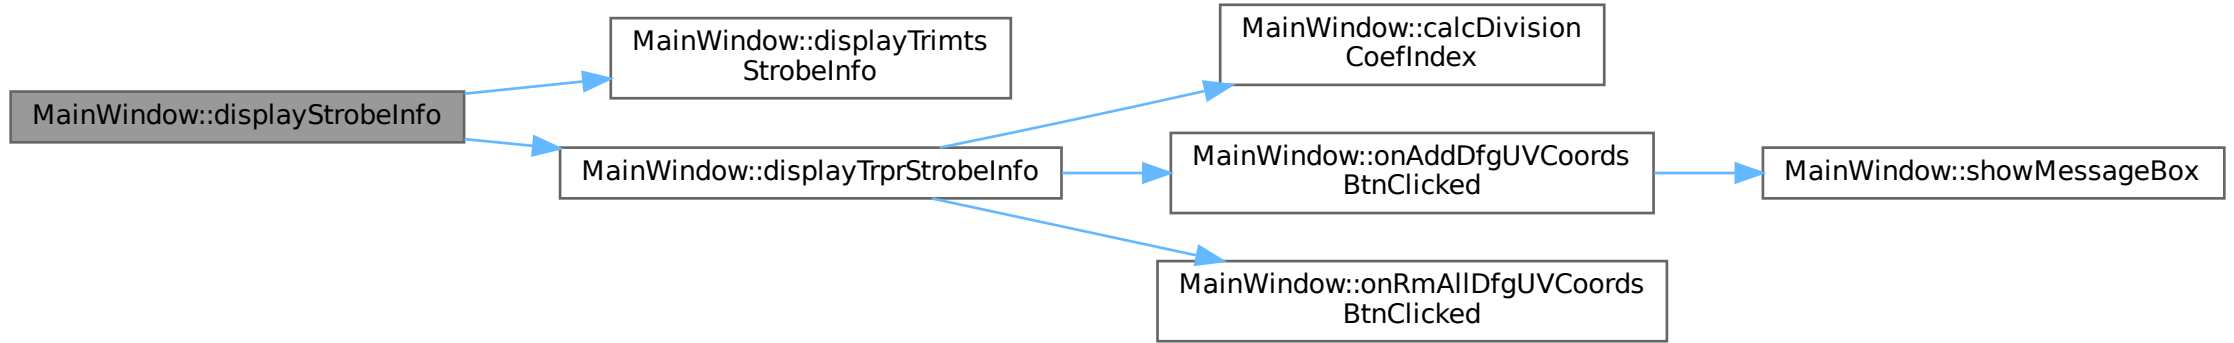 MainWindow::displayStrobeInfo
MainWindow::displayTrimts
StrobeInfo
MainWindow::displayTrprStrobeInfo
MainWindow::calcDivision
CoefIndex
MainWindow::onAddDfgUVCoords
BtnClicked
MainWindow::onRmAllDfgUVCoords
BtnClicked
MainWindow::showMessageBox